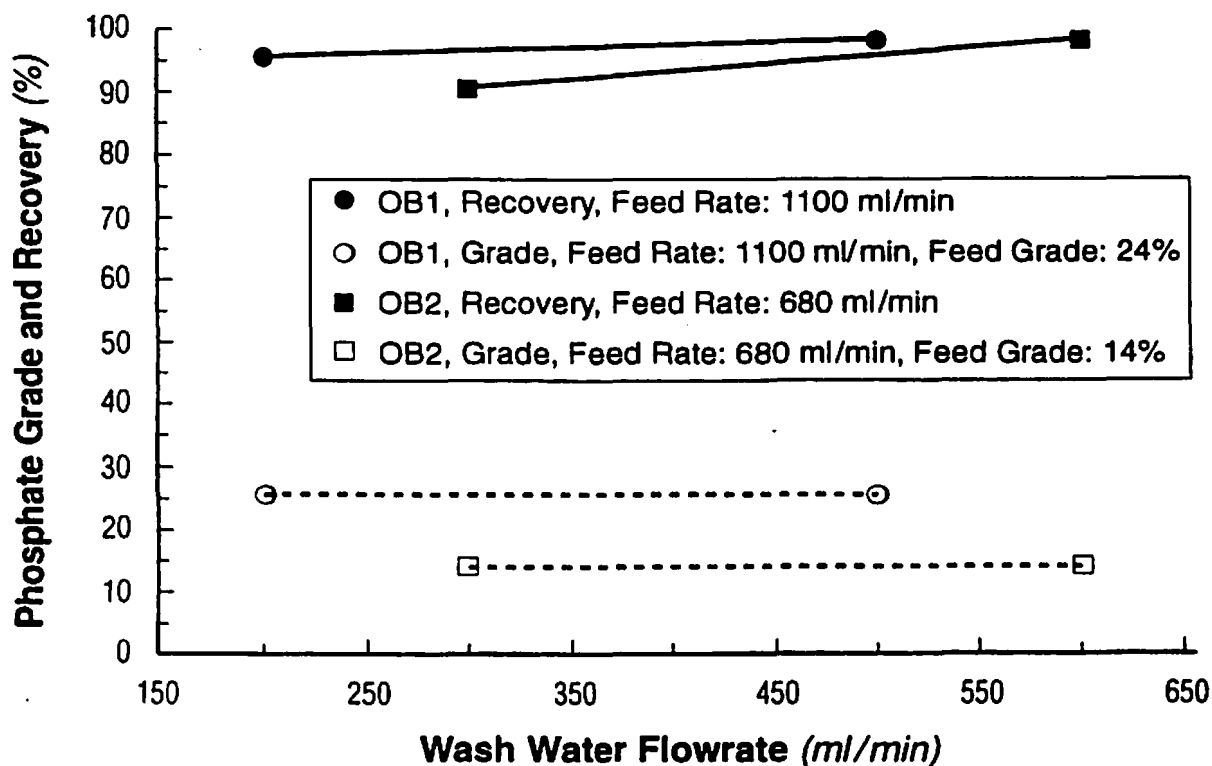 Phosphate Grade and Recovery (%)
100
90
80
70
60
50
40
30
20
10
0
OB1, Recovery, Feed Rate: 1100 ml/min
OB1, Grade, Feed Rate: 1100 ml/min, Feed Grade: 24%
OB2, Recovery, Feed Rate: 680 ml/min
OB2, Grade, Feed Rate: 680 ml/min, Feed Grade: 14%
150 250 350 450 550 650
Wash Water Flowrate (ml/min)